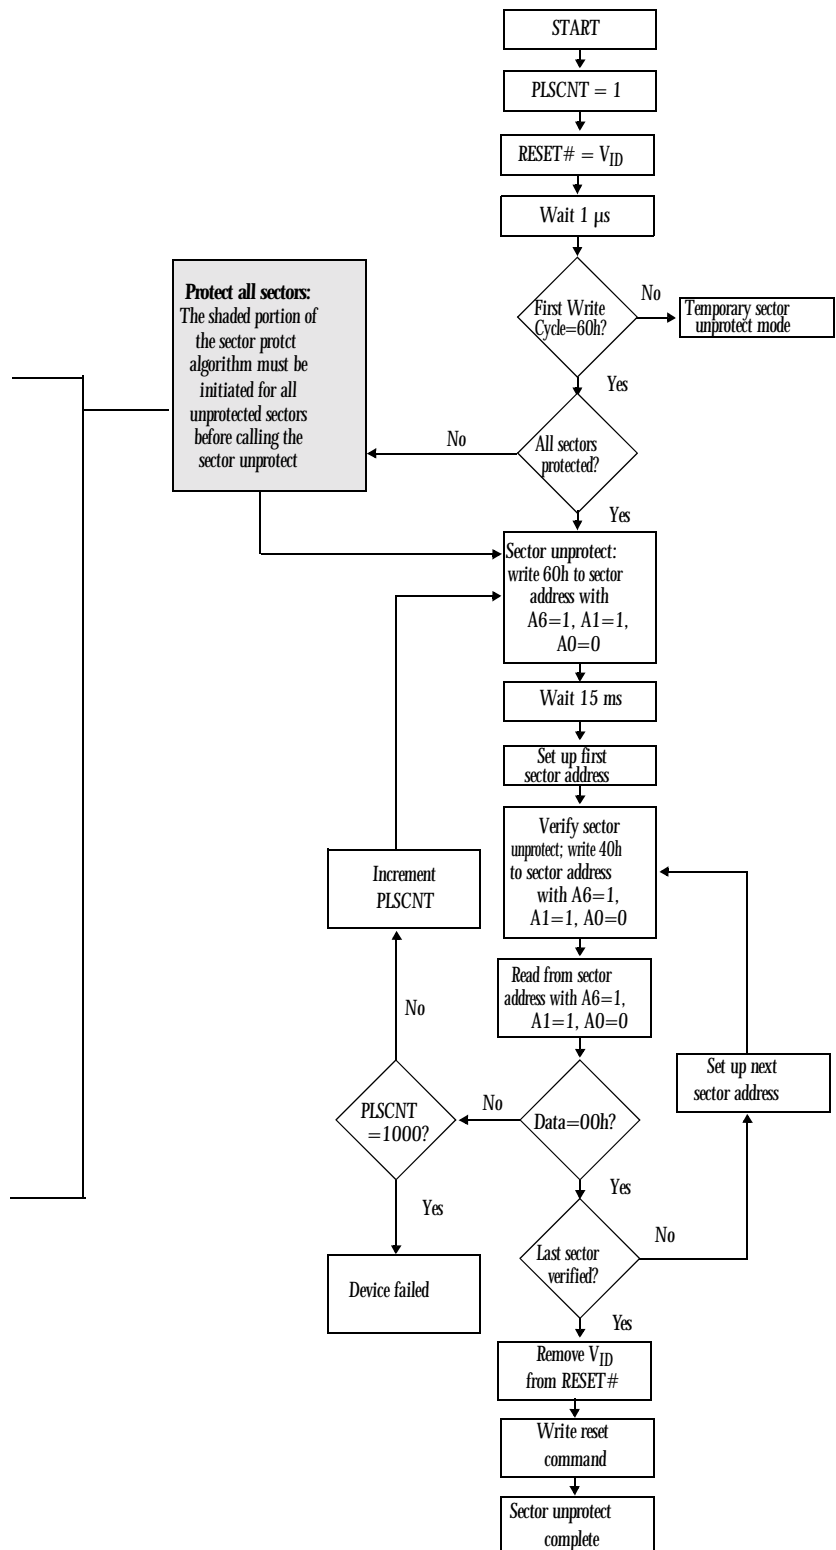 START
PLSCNT = 1
RESET# = VID
Wait 1 µs
First Write
Cycle=60h?
No
Temporary sector
unprotect mode
Yes
Protect all sectors:
The shaded portion of
the sector protct
algorithm must be
initiated for all
unprotected sectors
before calling the
sector unprotect
No
All sectors
protected?
Yes
Sector unprotect:
write 60h to sector
address with
A6=1, A1=1,
A0=0
Wait 15 ms
Set up first
sector address
Verify sector
unprotect; write 40h
to sector address
with A6=1,
A1=1, A0=0
Increment
PLSCNT
Read from sector
address with A6=1,
A1=1, A0=0
No
Set up next
sector address
PLSCNT
=1000?
No
Data=00h?
Yes
Yes
No
Last sector
verified?
Device failed
Yes
Remove VID
from RESET#
Write reset
command
Sector unprotect
complete